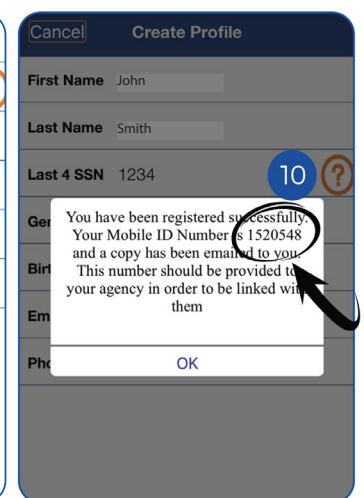 Cancel Create Profile
First Name John
Last Name Smith
Last 4 SSN 1234
10 ?
You have been registered successfully.
Your Mobile ID Number is 1520548
and a copy has been emailed to you.
This number should be provided to
your agency in order to be linked with
them
Ger
Birt
Em
Pho
OK